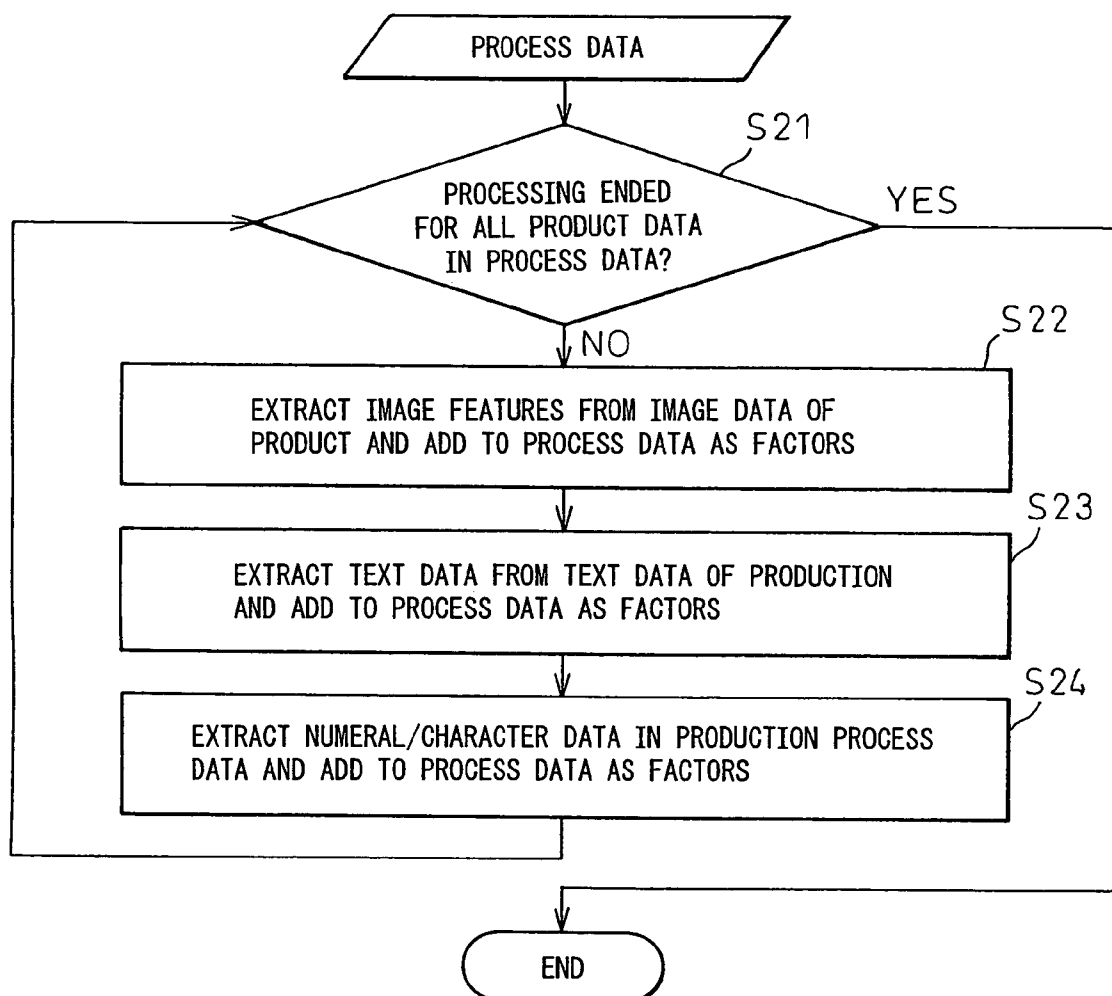 PROCESS DATA
S21
PROCESSING ENDED
FOR ALL PRODUCT DATA
IN PROCESS DATA?
YES
NO
S22
EXTRACT IMAGE FEATURES FROM IMAGE DATA OF
PRODUCT AND ADD TO PROCESS DATA AS FACTORS
S23
EXTRACT TEXT DATA FROM TEXT DATA OF PRODUCTION
AND ADD TO PROCESS DATA AS FACTORS
S24
EXTRACT NUMERAL/CHARACTER DATA IN PRODUCTION PROCESS
DATA AND ADD TO PROCESS DATA AS FACTORS
END